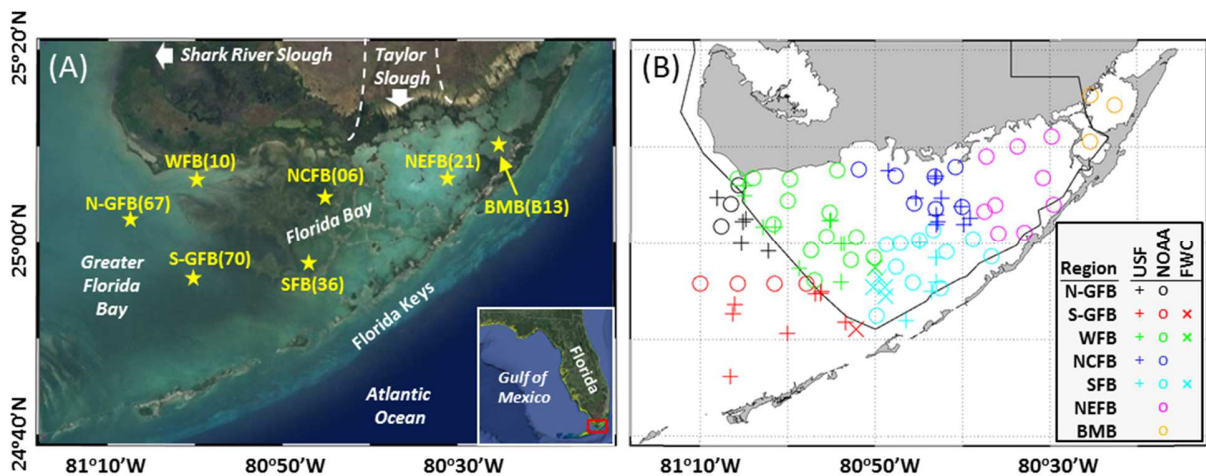 25°20'N
25°00'N
24°40'N
(A)
Shark River Slough
Taylor
Slough
WFB(10)
NCFB(06)
NEFB(21)
N-GFB(67)
BMB(B13)
Florida Bay
S-GFB(70)
SFB(36)
Greater
Florida
Bay
Florida Keys
Atlantic
Ocean
Gulf of
Mexico
Florida
81°10'W
80°50'W
80°30'W
(B)
Region USF NOAA FWC
N-GFB + o
S-GFB + o ×
WFB + o ×
NCFB + o
SFB + o ×
NEFB o
BMB o
81°10'W
80°50'W
80°30'W